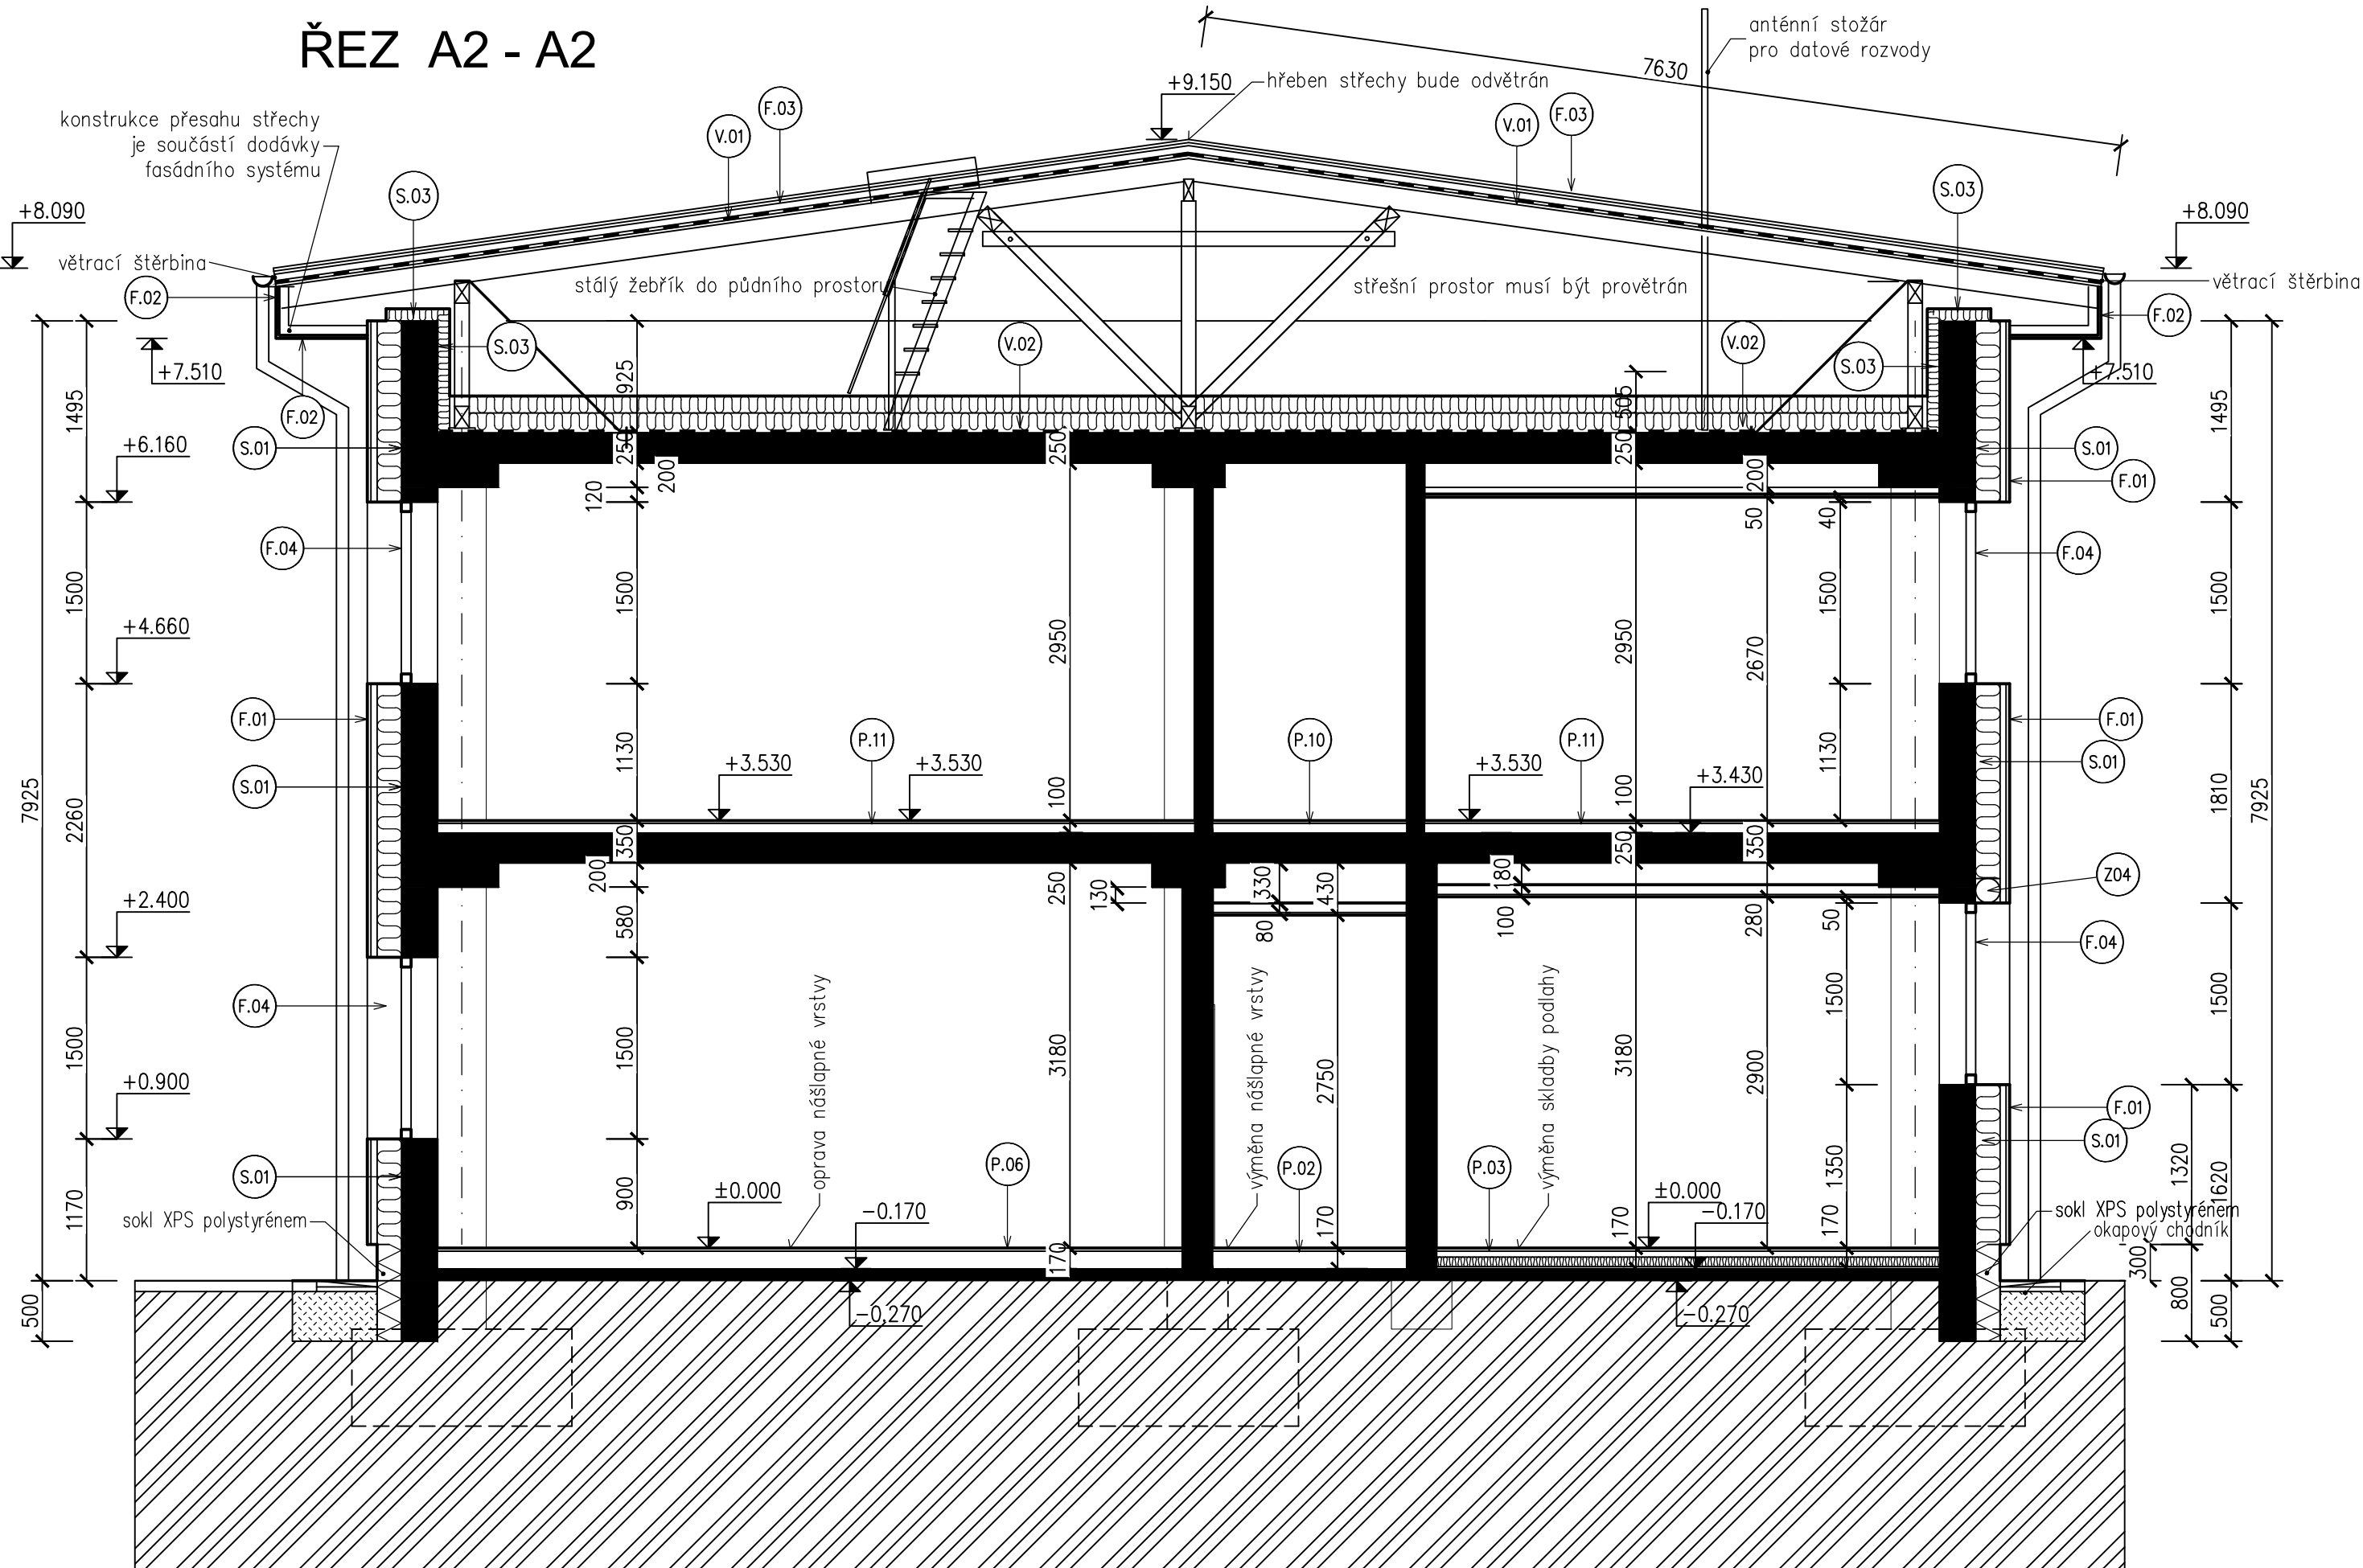 ŘEZ A2 - A2
anténní stožár
pro datové rozvody
7630
+9.150
hřeben střechy bude odvětrán
konstrukce přesahu střechy
je součástí dodávky
fasádního systému
V.01
F.03
V.01
F.03
S.03
S.03
+8.090
+8.090
větrací štěrbina
větrací štěrbina
F.02
F.02
stálý žebřík do půdního prostoru
střešní prostor musí být provětrán
S.03
V.02
V.02
S.03
+7.510
+7.510
F.02
925
505
1495
1495
250
250
250
200
200
120
50
40
S.01
S.01
+6.160
F.01
F.04
F.04
1500
1500
1500
1500
2950
2950
2670
+4.660
F.01
F.01
P.11
P.10
P.11
S.01
S.01
+3.530
+3.530
+3.530
+3.430
1130
1130
100
100
7925
2260
1810
7925
350
250
350
200
250
130
330
430
180
280
580
80
100
50
Z04
+2.400
F.04
F.04
oprava nášlapné vrstvy
výměna nášlapné vrstvy
výměna skladby podlahy
1500
1500
1500
1500
3180
2750
3180
2900
+0.900
F.01
S.01
S.01
P.06
P.02
P.03
900
1350
1320
1620
1170
±0.000
-0.170
±0.000
-0.170
170
170
170
170
sokl XPS polystyrénem
sokl XPS polystyrénem
okapový chodník
300
800
500
500
-0.270
-0.270